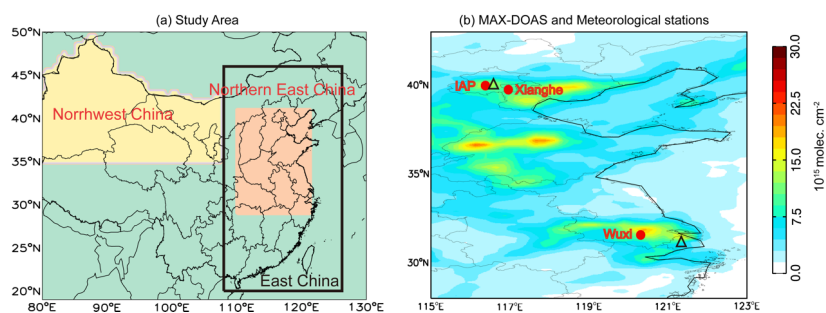 (a) Study Area
50°N
45°N
40°N
35°N
30°N
25°N
20°N
80°E
90°E
100°E
110°E
120°E
130°E
Northern East China
Norrhwest China
East China
(b) MAX-DOAS and Meteorological stations
40°N
35°N
30°N
115°E
117°E
119°E
121°E
123°E
IAP
Xianghe
Wuxi
30.0
22.5
15.0
7.5
0.0
10¹⁵ molec. cm⁻²